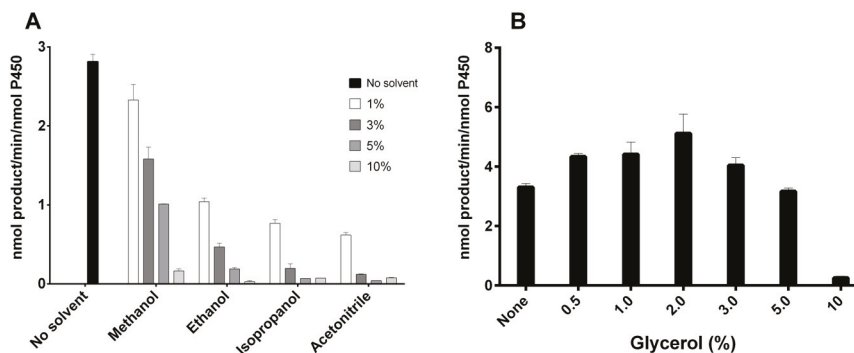 A
nmol product/min/nmol P450
3
2
1
0
No solvent
Methanol
Ethanol
Isopropanol
Acetonitrile
No solvent
1%
3%
5%
10%
B
nmol product/min/nmol P450
8
6
4
2
0
None
0.5
1.0
2.0
3.0
5.0
10
Glycerol (%)